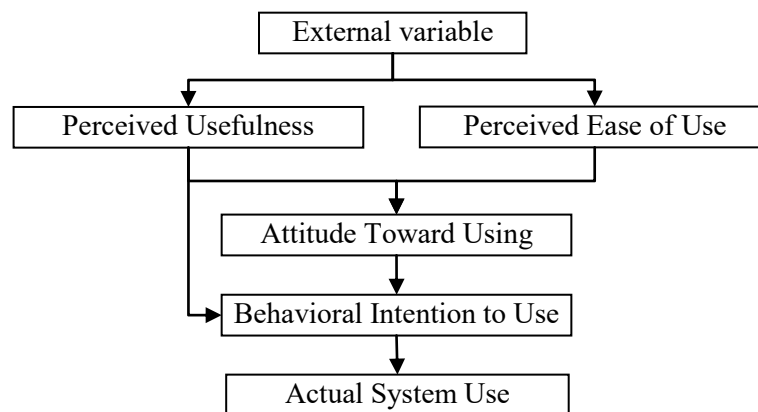 External variable
Perceived Usefulness
Perceived Ease of Use
Attitude Toward Using
Behavioral Intention to Use
Actual System Use